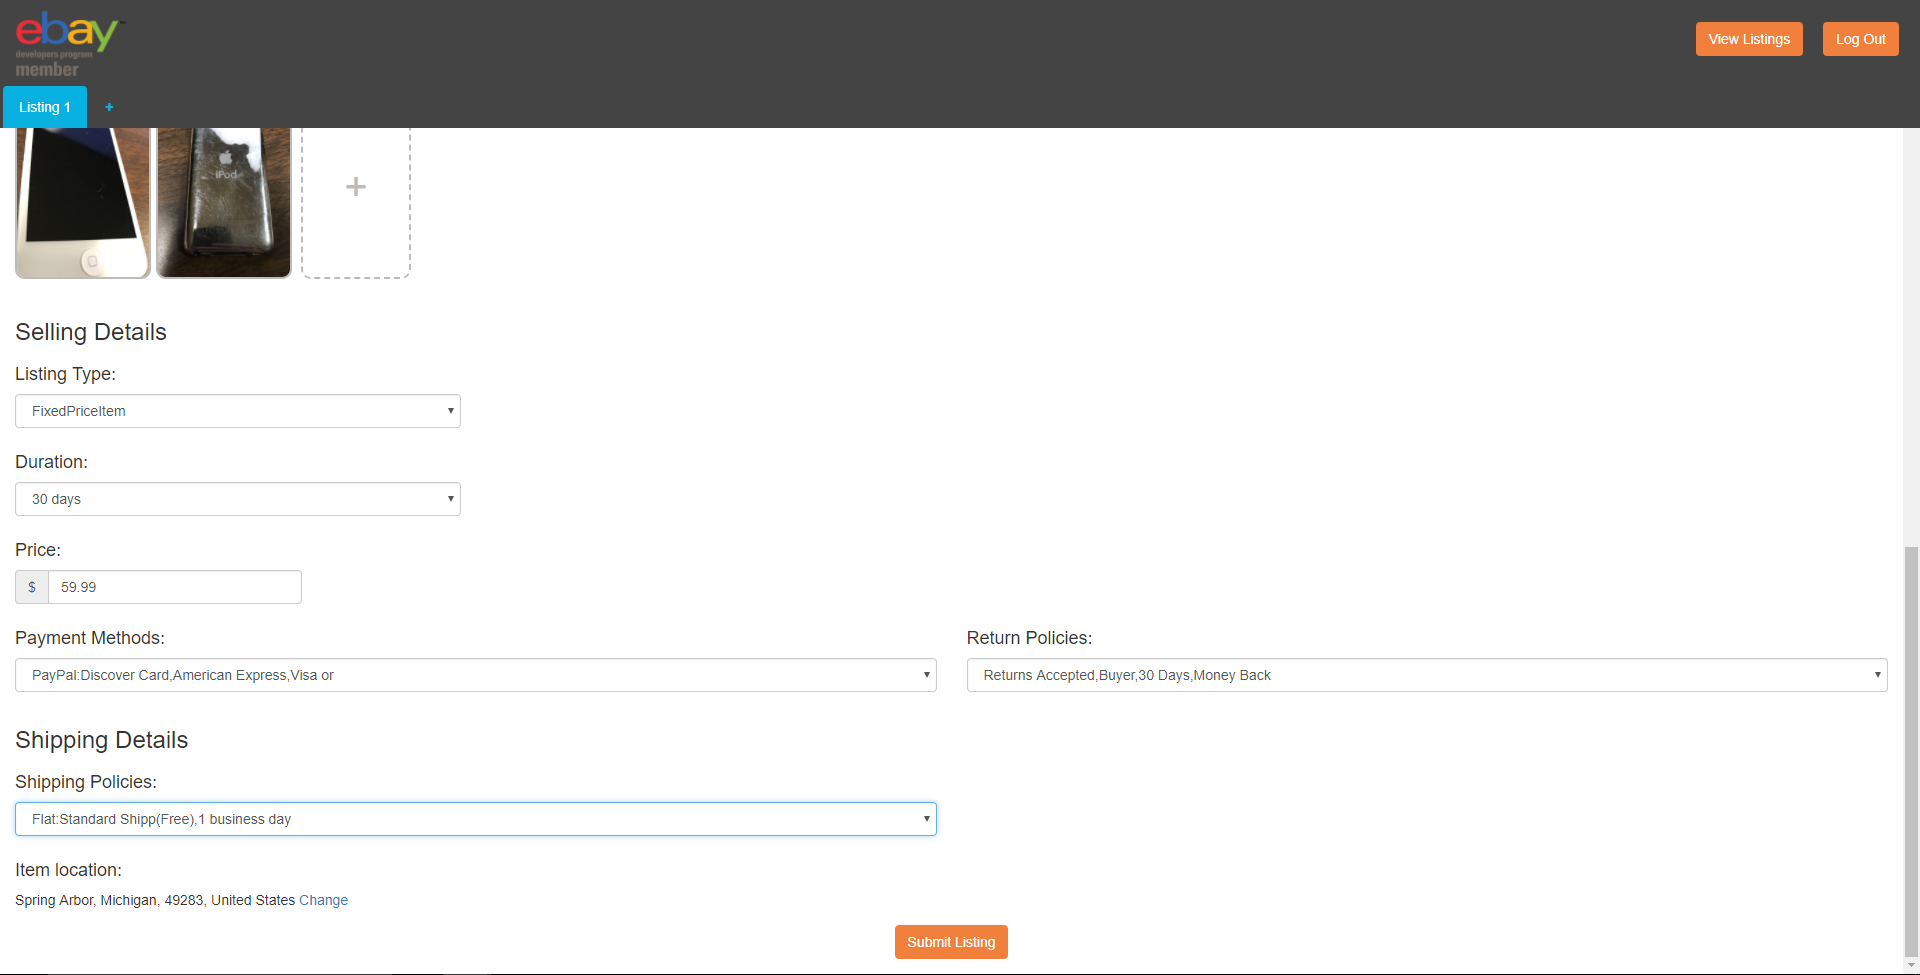 ebay
developers program
member
View Listings
Log Out
Listing 1
+
iPod
+
Selling Details
Listing Type:
FixedPriceItem
Duration:
30 days
Price:
$ 59.99
Payment Methods:
PayPal:Discover Card,American Express,Visa or
Return Policies:
Returns Accepted,Buyer,30 Days,Money Back
Shipping Details
Shipping Policies:
Flat:Standard Shipp(Free),1 business day
Item location:
Spring Arbor, Michigan, 49283, United States Change
Submit Listing